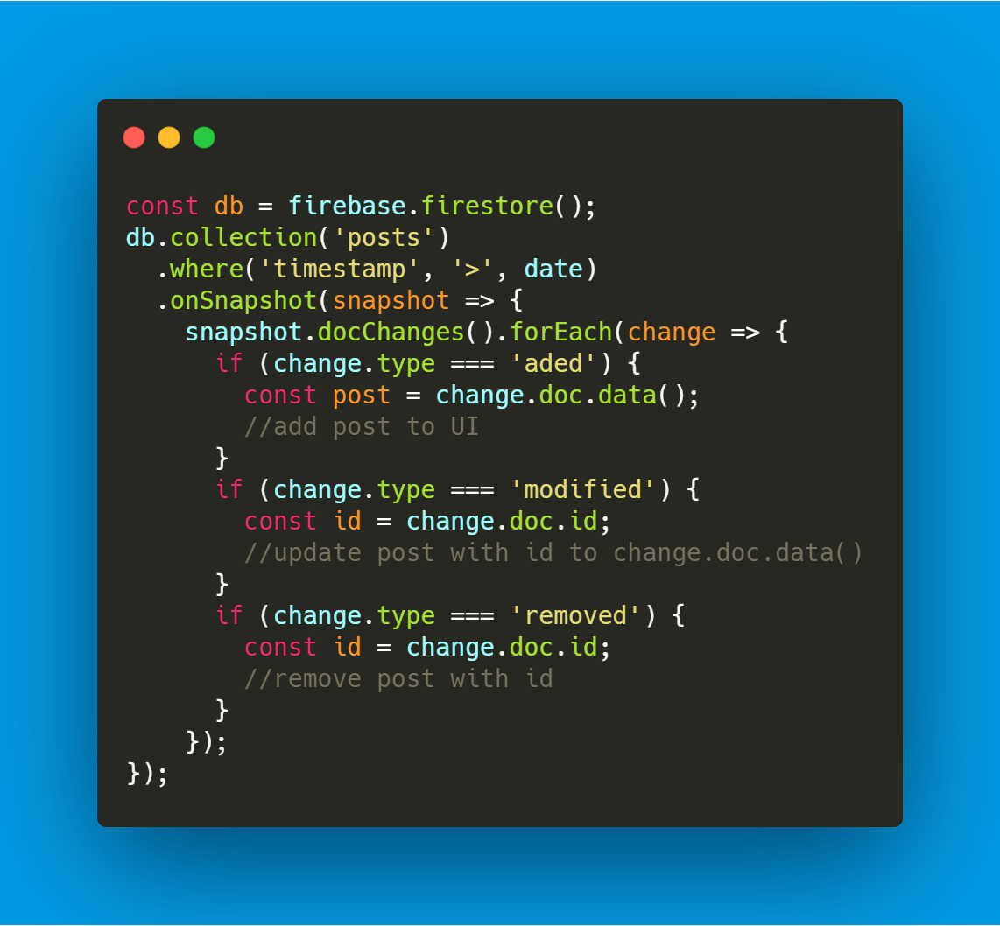 const db = firebase.firestore();
db.collection('posts')
  .where('timestamp', '>', date)
  .onSnapshot(snapshot => {
    snapshot.docChanges().forEach(change => {
      if (change.type === 'aded') {
        const post = change.doc.data();
        //add post to UI
      }
      if (change.type === 'modified') {
        const id = change.doc.id;
        //update post with id to change.doc.data()
      }
      if (change.type === 'removed') {
        const id = change.doc.id;
        //remove post with id
      }
    });
});